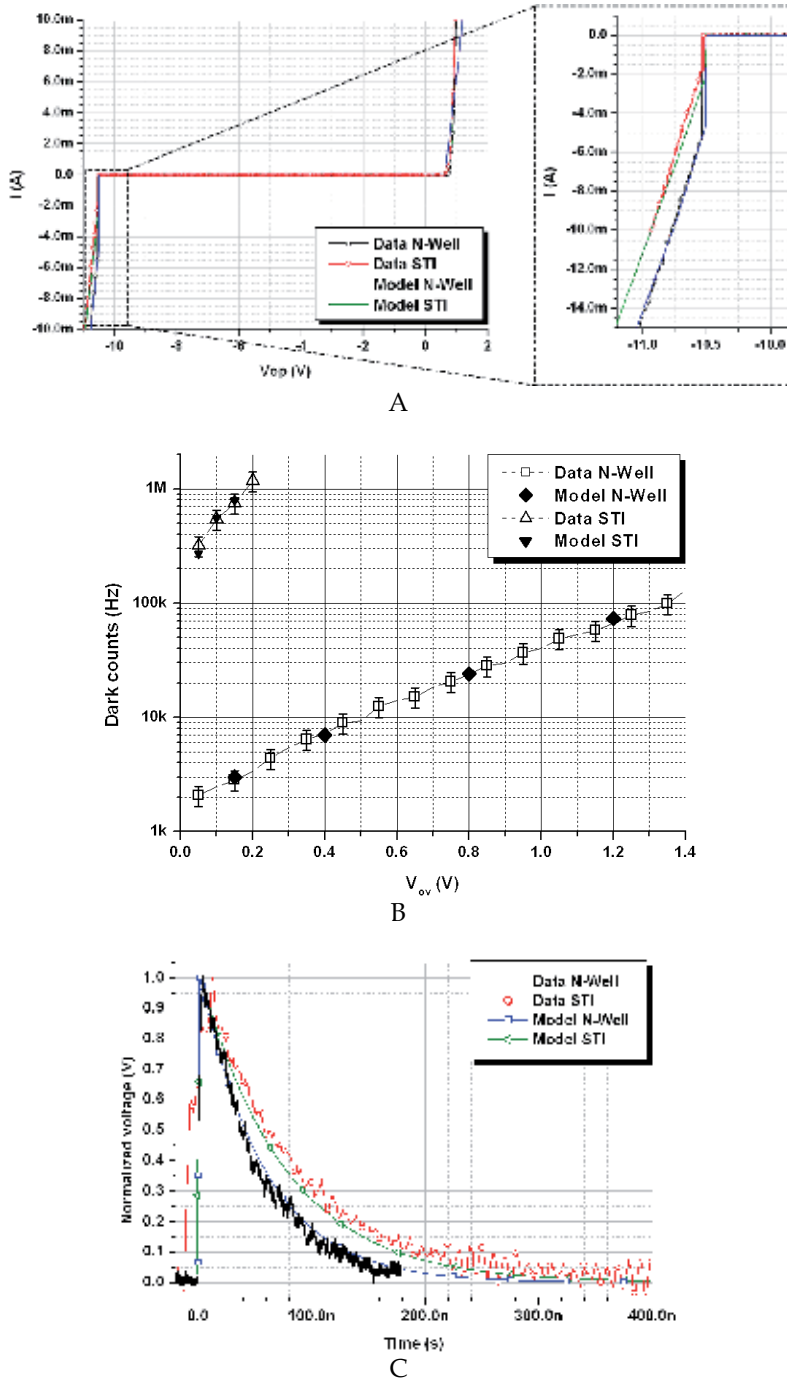 10.0m
8.0m
6.0m
4.0m
2.0m
0.0
-2.0m
-4.0m
-6.0m
-8.0m
-10.0m
I (A)
-10
-8
-6
-4
-2
0
2
Vop (V)
Data N-Well
Data STI
Model N-Well
Model STI
0.0
-2.0m
-4.0m
-6.0m
-8.0m
-10.0m
-12.0m
-14.0m
I (A)
-11.0
-10.5
-10.0
A
1M
100k
10k
1k
Dark counts (Hz)
0.0
0.2
0.4
0.6
0.8
1.0
1.2
1.4
Vov (V)
Data N-Well
Model N-Well
Data STI
Model STI
B
1.0
0.9
0.8
0.7
0.6
0.5
0.4
0.3
0.2
0.1
0.0
Normalized voltage (V)
0.0
100.0n
200.0n
300.0n
400.0n
Time (s)
Data N-Well
Data STI
Model N-Well
Model STI
C